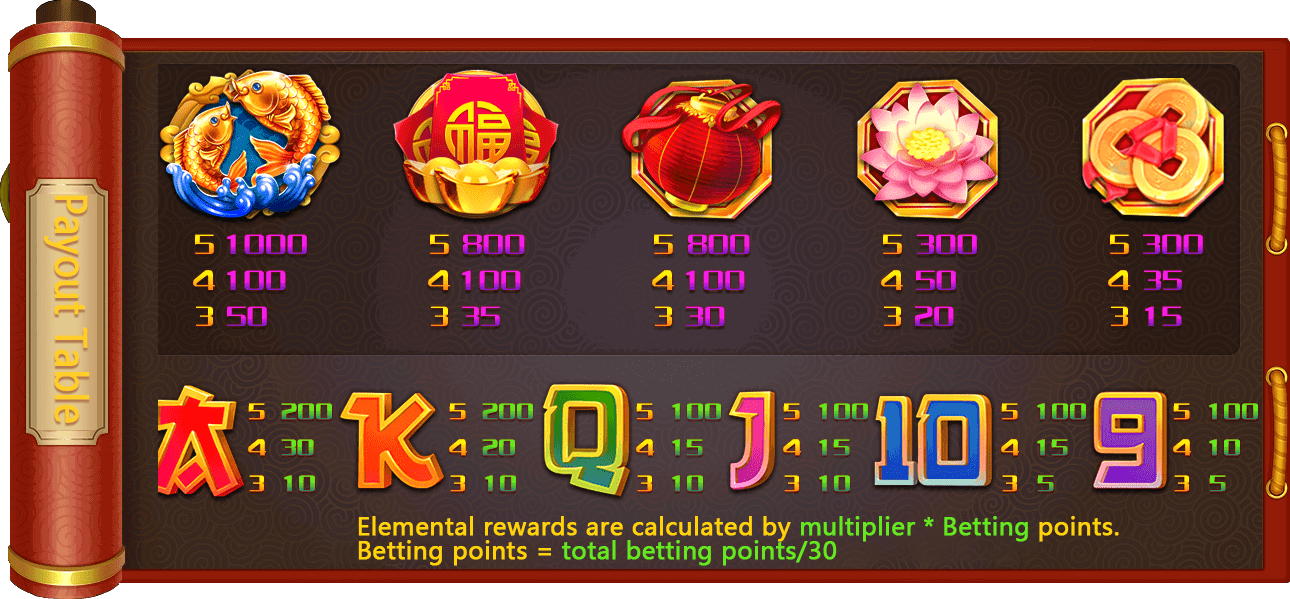 Payout Table
福
5 1000 5 800 5 800 5 300 5 300
4 100 4 100 4 100 4 50 4 35
3 50 3 35 3 30 3 20 3 15
A K Q J 10 9
5 200 5 200 5 100 5 100 5 100 5 100
4 30 4 20 4 15 4 15 4 15 4 10
3 10 3 10 3 10 3 10 3 5 3 5
Elemental rewards are calculated by multiplier * Betting points.
Betting points = total betting points/30